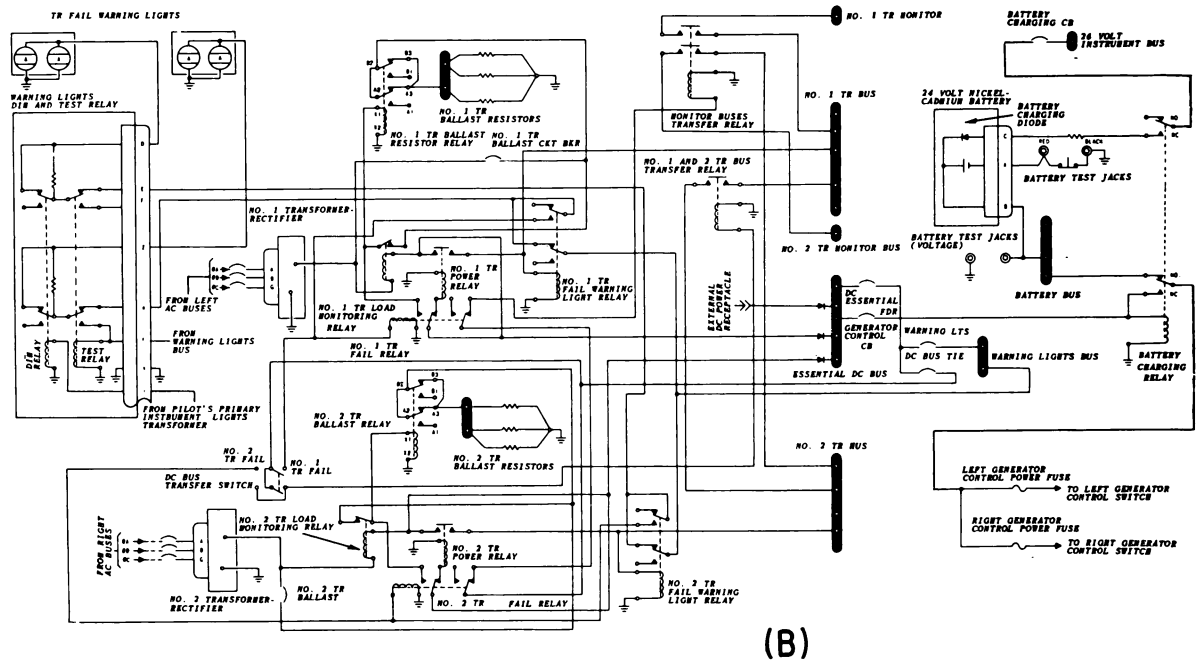 TR FAIL WARNING LIGHTS
WARNING LIGHTS
DIM AND TEST RELAY
DIM
RELAY
TEST
RELAY
FROM
WARNING LIGHTS
BUS
FROM PILOT'S PRIMARY
INSTRUMENT LIGHTS
TRANSFORMER
NO. 1 TRANSFORMER-
RECTIFIER
FROM LEFT
AC BUSES
NO. 1 TR BALLAST
RESISTOR RELAY
NO. 1 TR
BALLAST RESISTORS
NO. 1 TR
BALLAST CKT BKR
NO. 1 TR LOAD
MONITORING
RELAY
NO. 1 TR
POWER
RELAY
NO. 1 TR
FAIL RELAY
NO. 1 TR
FAIL WARNING
LIGHT RELAY
MONITOR BUSES
TRANSFER RELAY
NO. 1 AND 2 TR BUS
TRANSFER RELAY
NO. 1 TR MONITOR
NO. 1 TR BUS
NO. 2 TR MONITOR BUS
EXTERNAL
DC POWER
RECEPTACLE
DC
ESSENTIAL
FDR
GENERATOR
CONTROL
CB
ESSENTIAL DC BUS
WARNING LTS
DC BUS TIE
WARNING LIGHTS BUS
NO. 2 TR BUS
BATTERY
CHARGING CB
26 VOLT
INSTRUMENT BUS
24 VOLT NICKEL-
CADMIUM BATTERY
BATTERY
CHARGING
DIODE
RED
BLACK
BATTERY TEST JACKS
BATTERY TEST JACKS
(VOLTAGE)
BATTERY BUS
NO
NC
NO
NC
BATTERY
CHARGING
RELAY
LEFT GENERATOR
CONTROL POWER FUSE
TO LEFT GENERATOR
CONTROL SWITCH
RIGHT GENERATOR
CONTROL POWER FUSE
TO RIGHT GENERATOR
CONTROL SWITCH
NO. 2 TR
BALLAST RELAY
NO. 2 TR
BALLAST RESISTORS
NO. 2
TR FAIL
NO. 1
TR FAIL
DC BUS
TRANSFER SWITCH
NO. 2 TR LOAD
MONITORING RELAY
FROM RIGHT
AC BUSES
NO. 2 TRANSFORMER-
RECTIFIER
NO. 2 TR
BALLAST
NO. 2 TR
POWER RELAY
NO. 2 TR FAIL RELAY
NO. 2 TR
FAIL WARNING
LIGHT RELAY
(B)